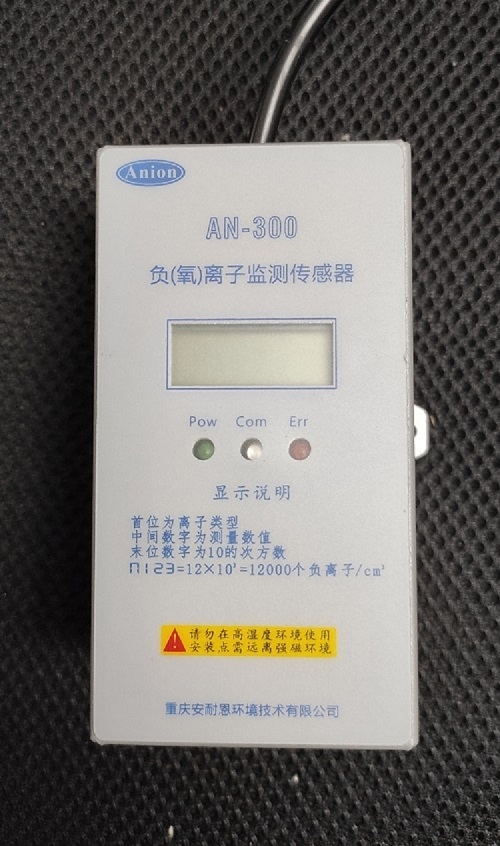 Anion
AN-300
负(氧)离子监测传感器
Pow Com Err
显示说明
首位为离子类型
中间数字为测量数值
末位数字为10的次方数
n123=12×10³=12000个负离子/cm³
请勿在高湿度环境使用
安装点需远离强磁环境
重庆安耐恩环境技术有限公司